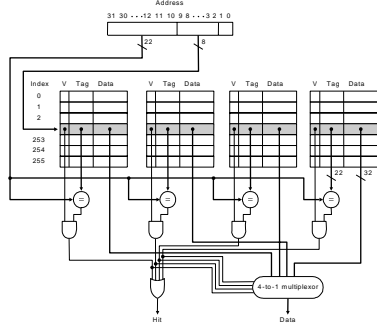 Address
31 30 ··· 12 11 10 9 8 ··· 3 2 1 0
22 8
Index V Tag Data V Tag Data V Tag Data V Tag Data
0
1
2
253
254
255
22 32
= = = =
4-to-1 multiplexor
Hit Data